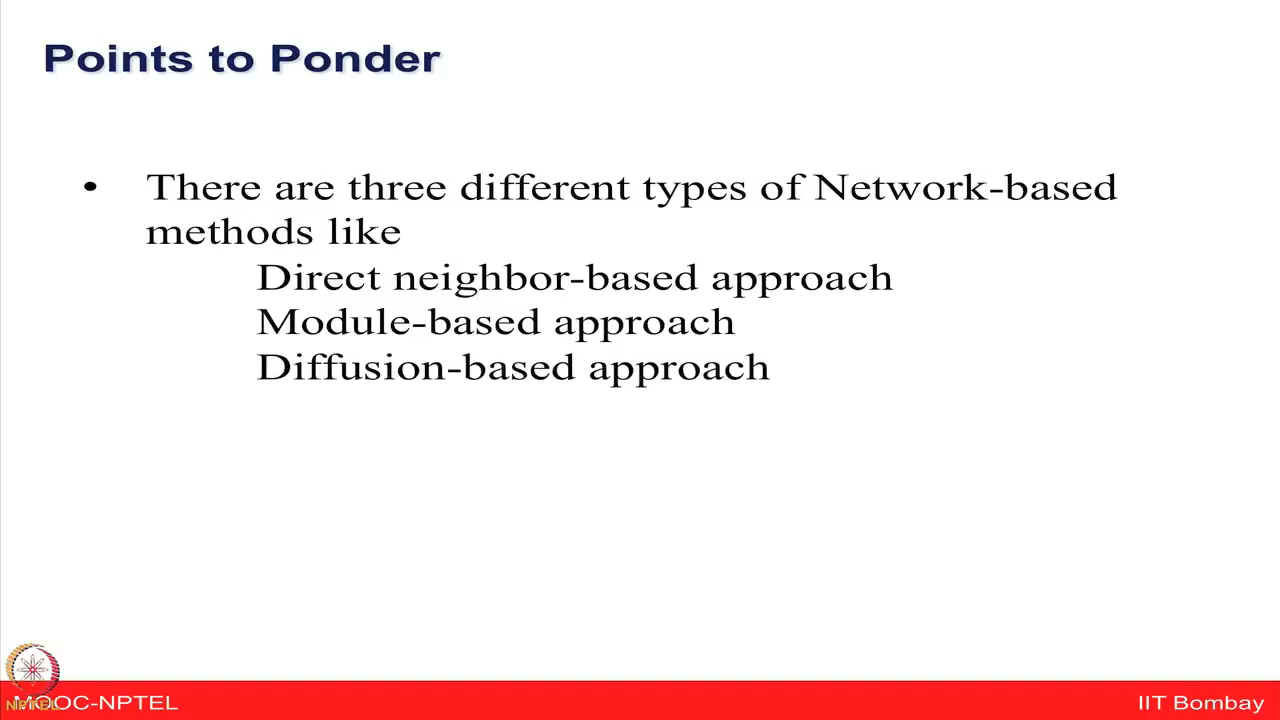 Points to Ponder
• There are three different types of Network-based
methods like
Direct neighbor-based approach
Module-based approach
Diffusion-based approach
NPTEL
MOOC-NPTEL
IIT Bombay